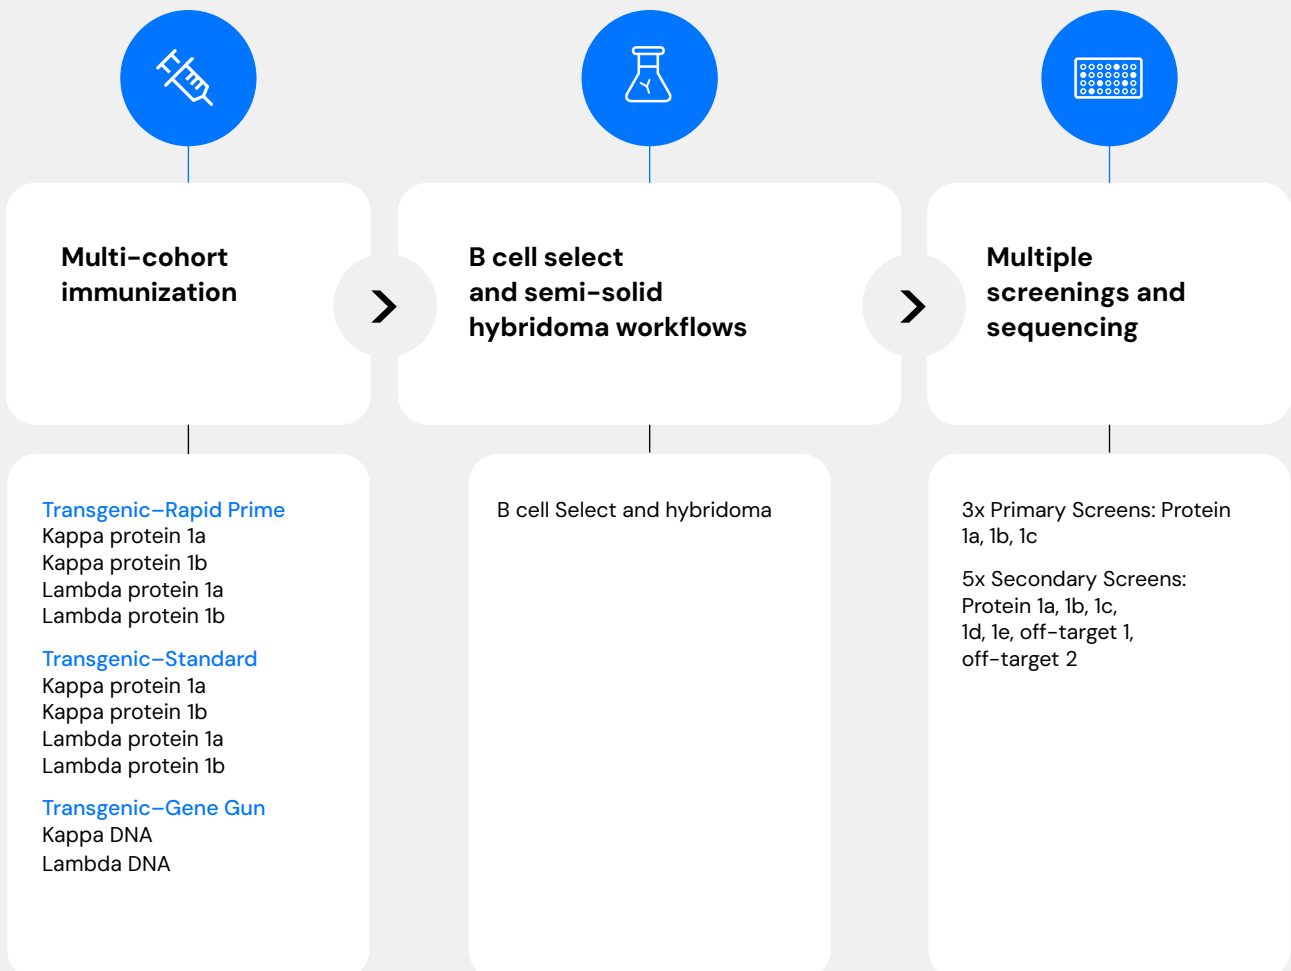 Multi-cohort
immunization
B cell select
and semi-solid
hybridoma workflows
Multiple
screenings and
sequencing
Transgenic–Rapid Prime
Kappa protein 1a
Kappa protein 1b
Lambda protein 1a
Lambda protein 1b
Transgenic–Standard
Kappa protein 1a
Kappa protein 1b
Lambda protein 1a
Lambda protein 1b
Transgenic–Gene Gun
Kappa DNA
Lambda DNA
B cell Select and hybridoma
3x Primary Screens: Protein
1a, 1b, 1c
5x Secondary Screens:
Protein 1a, 1b, 1c,
1d, 1e, off-target 1,
off-target 2